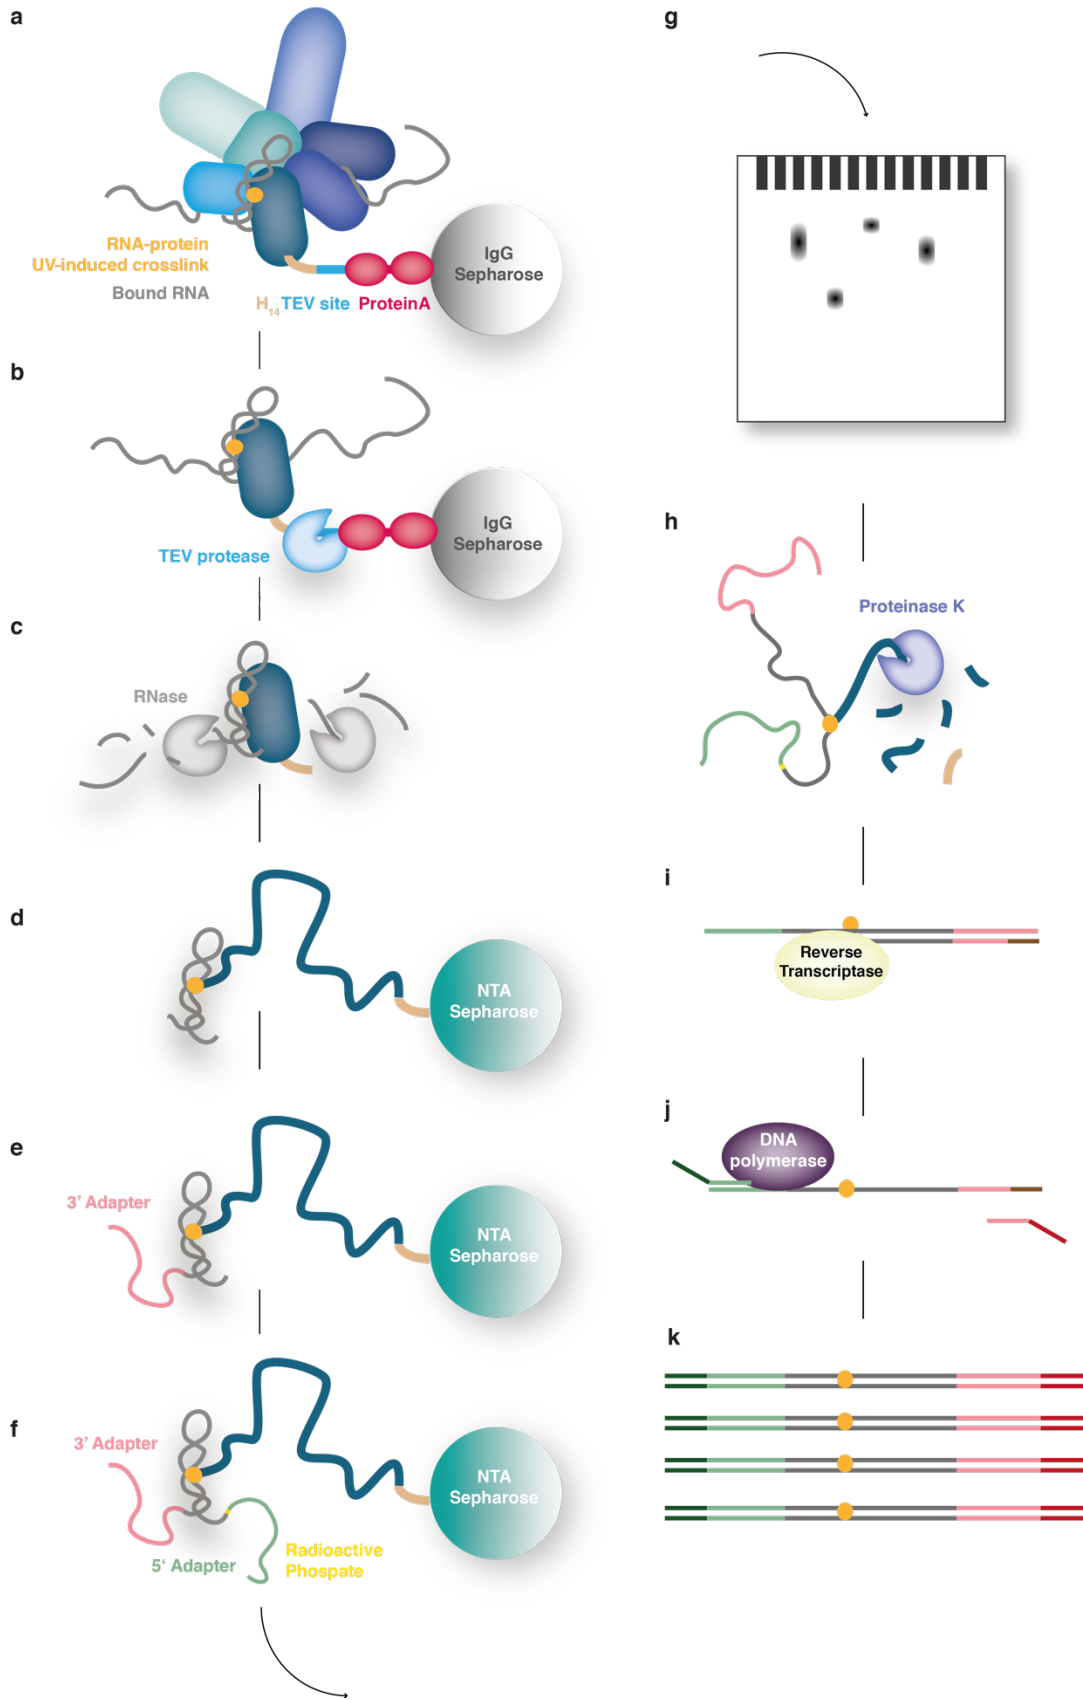 a
RNA-protein
UV-induced crosslink
Bound RNA
H14 TEV site ProteinA
IgG
Sepharose
b
TEV protease
IgG
Sepharose
c
RNase
d
NTA
Sepharose
e
3' Adapter
NTA
Sepharose
f
3' Adapter
NTA
Sepharose
5' Adapter
Radioactive
Phospate
g
h
Proteinase K
i
Reverse
Transcriptase
j
DNA
polymerase
k